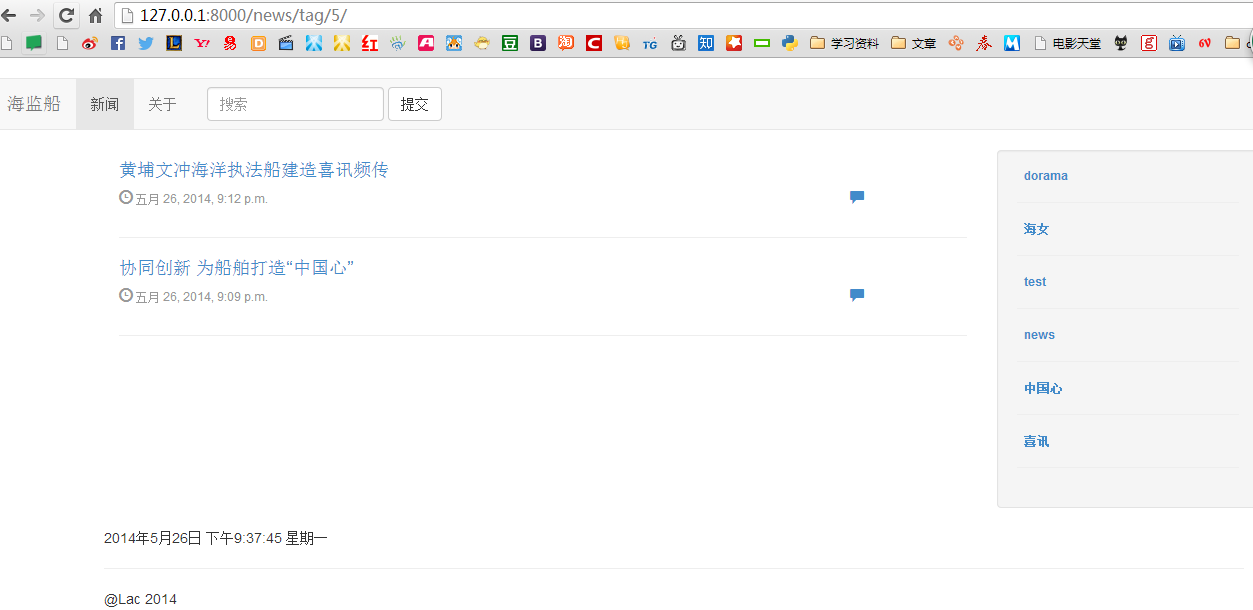 127.0.0.1:8000/news/tag/5/
学习资料 文章 电影天堂
海监船 新闻 关于 搜索 提交
黄埔文冲海洋执法船建造喜讯频传
五月 26, 2014, 9:12 p.m.
协同创新 为船舶打造“中国心”
五月 26, 2014, 9:09 p.m.
dorama
海女
test
news
中国心
喜讯
2014年5月26日 下午9:37:45 星期一
@Lac 2014